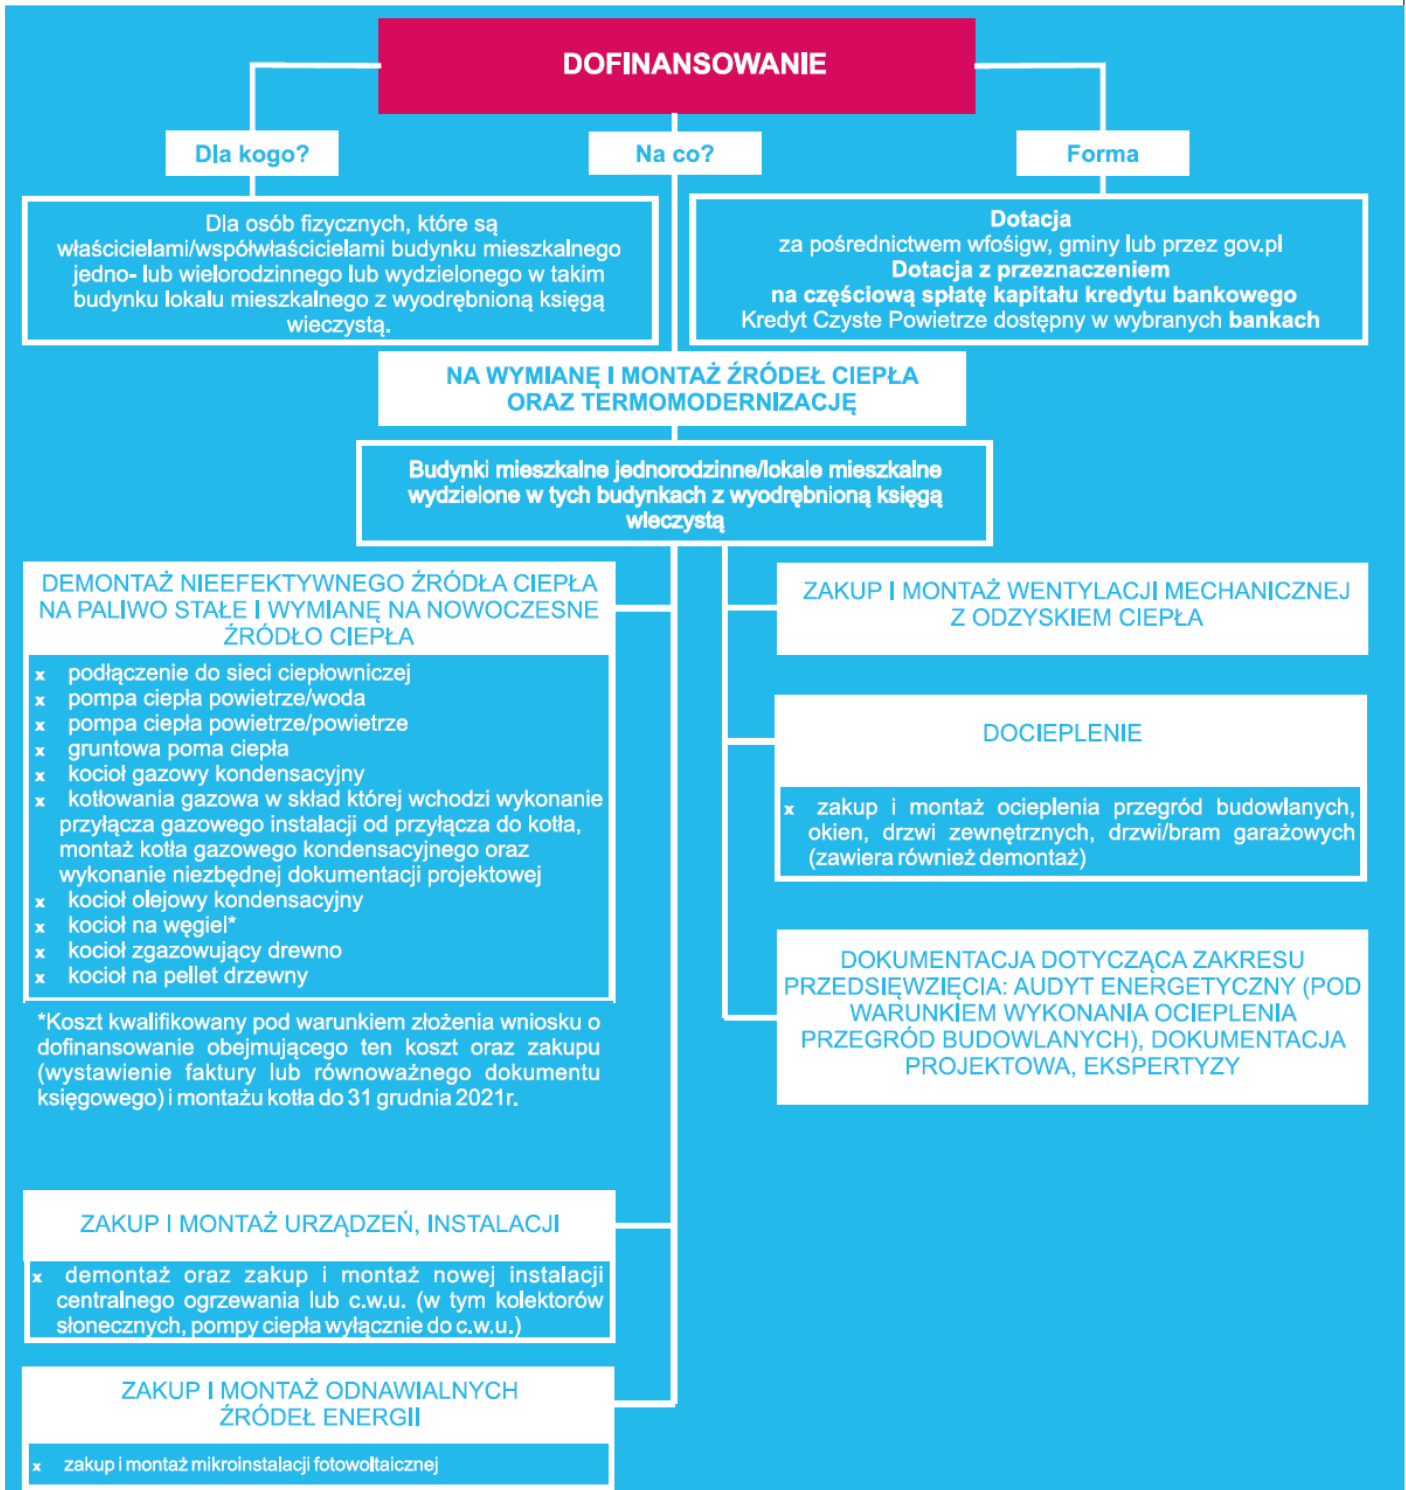 DOFINANSOWANIE
Dla kogo?
Na co?
Forma
Dla osób fizycznych, które są
właścicielami/współwłaścicielami budynku mieszkalnego
jedno- lub wielorodzinnego lub wydzielonego w takim
budynku lokalu mieszkalnego z wyodrębnioną księgą
wieczystą.
Dotacja
za pośrednictwem wfośigw, gminy lub przez gov.pl
Dotacja z przeznaczeniem
na częściową spłatę kapitału kredytu bankowego
Kredyt Czyste Powietrze dostępny w wybranych bankach
NA WYMIANĘ I MONTAŻ ŹRÓDEŁ CIEPŁA
ORAZ TERMOMODERNIZACJĘ
Budynki mieszkalne jednorodzinne/lokale mieszkalne
wydzielone w tych budynkach z wyodrębnioną księgą
wieczystą
DEMONTAŻ NIEEFEKTYWNEGO ŹRÓDŁA CIEPŁA
NA PALIWO STAŁE I WYMIANĘ NA NOWOCZESNE
ŹRÓDŁO CIEPŁA
x podłączenie do sieci ciepłowniczej
x pompa ciepła powietrze/woda
x pompa ciepła powietrze/powietrze
x gruntowa poma ciepła
x kocioł gazowy kondensacyjny
x kotłowania gazowa w skład której wchodzi wykonanie
przyłącza gazowego instalacji od przyłącza do kotła,
montaż kotła gazowego kondensacyjnego oraz
wykonanie niezbędnej dokumentacji projektowej
x kocioł olejowy kondensacyjny
x kocioł na węgiel*
x kocioł zgazowujący drewno
x kocioł na pellet drzewny
*Koszt kwalifikowany pod warunkiem złożenia wniosku o
dofinansowanie obejmującego ten koszt oraz zakupu
(wystawienie faktury lub równoważnego dokumentu
księgowego) i montażu kotła do 31 grudnia 2021r.
ZAKUP I MONTAŻ URZĄDZEŃ, INSTALACJI
x demontaż oraz zakup i montaż nowej instalacji
centralnego ogrzewania lub c.w.u. (w tym kolektorów
słonecznych, pompy ciepła wyłącznie do c.w.u.)
ZAKUP I MONTAŻ ODNAWIALNYCH
ŹRÓDEŁ ENERGII
x zakup i montaż mikroinstalacji fotowoltaicznej
ZAKUP I MONTAŻ WENTYLACJI MECHANICZNEJ
Z ODZYSKIEM CIEPŁA
DOCIEPLENIE
x zakup i montaż ocieplenia przegród budowlanych,
okien, drzwi zewnętrznych, drzwi/bram garażowych
(zawiera również demontaż)
DOKUMENTACJA DOTYCZĄCA ZAKRESU
PRZEDSIĘWZIĘCIA: AUDYT ENERGETYCZNY (POD
WARUNKIEM WYKONANIA OCIEPLENIA
PRZEGRÓD BUDOWLANYCH), DOKUMENTACJA
PROJEKTOWA, EKSPERTYZY